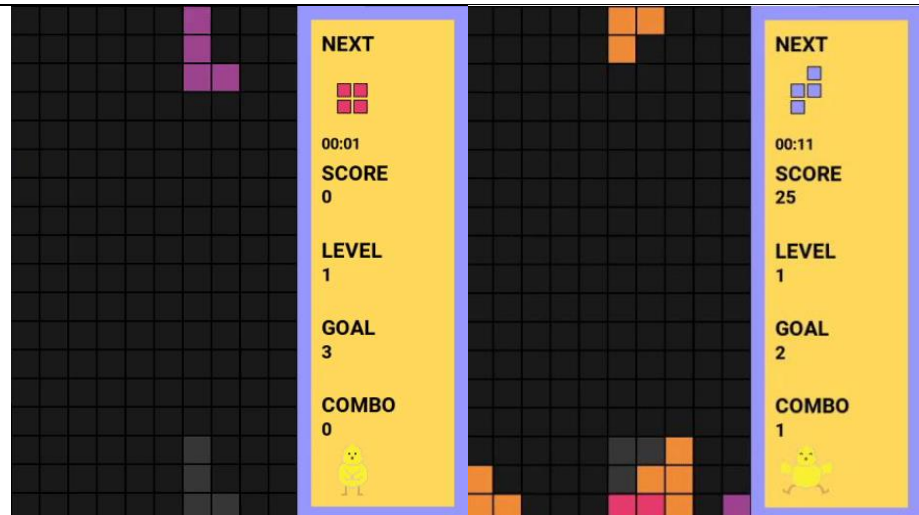 NEXT
00:01
SCORE
0
LEVEL
1
GOAL
3
COMBO
0
NEXT
00:11
SCORE
25
LEVEL
1
GOAL
2
COMBO
1